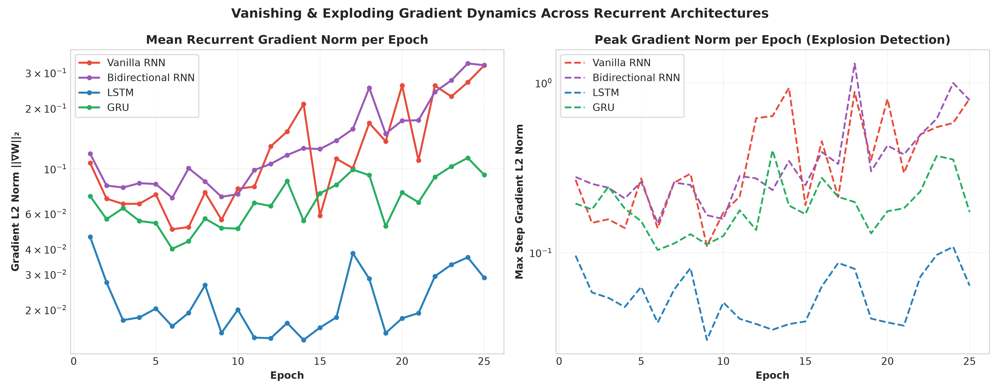 Vanishing & Exploding Gradient Dynamics Across Recurrent Architectures
Mean Recurrent Gradient Norm per Epoch
Gradient L2 Norm ||∇W||₂
3 × 10⁻¹
2 × 10⁻¹
10⁻¹
6 × 10⁻²
4 × 10⁻²
3 × 10⁻²
2 × 10⁻²
Vanilla RNN
Bidirectional RNN
LSTM
GRU
0 5 10 15 20 25
Epoch
Peak Gradient Norm per Epoch (Explosion Detection)
Max Step Gradient L2 Norm
10⁰
10⁻¹
Vanilla RNN
Bidirectional RNN
LSTM
GRU
0 5 10 15 20 25
Epoch